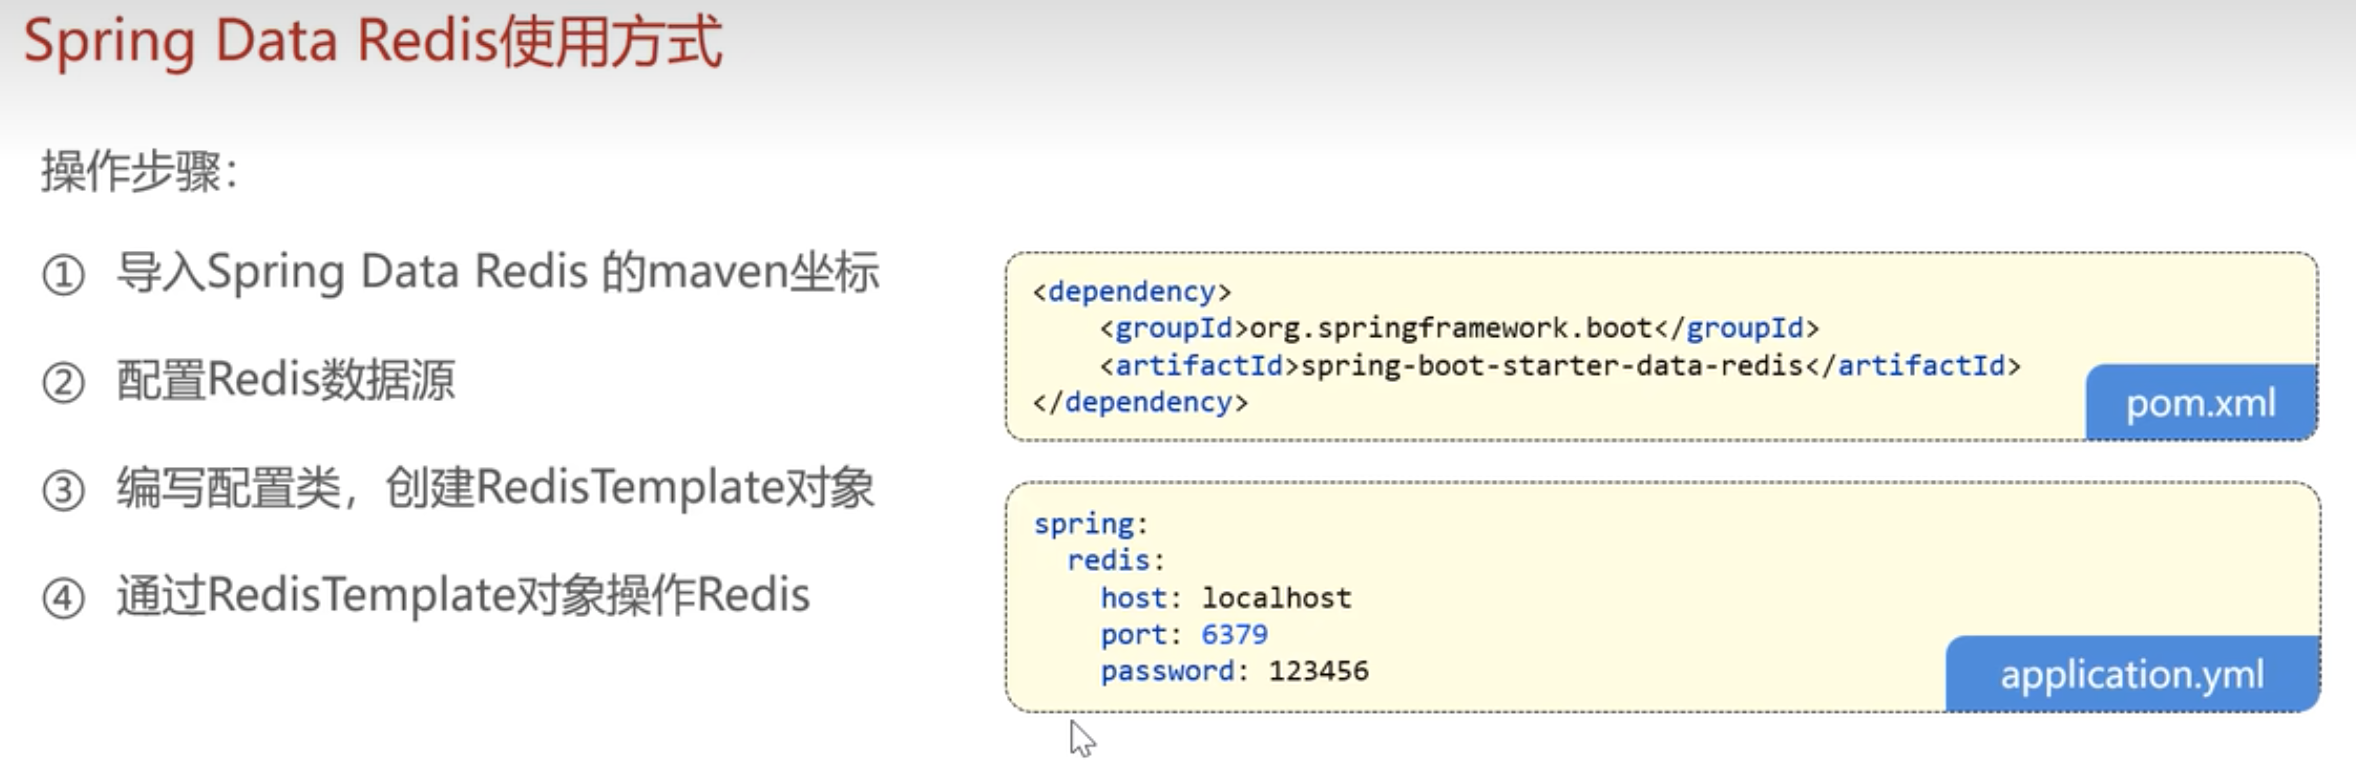 Spring Data Redis使用方式
操作步骤：
① 导入Spring Data Redis 的maven坐标
② 配置Redis数据源
③ 编写配置类，创建RedisTemplate对象
④ 通过RedisTemplate对象操作Redis
<dependency>
    <groupId>org.springframework.boot</groupId>
    <artifactId>spring-boot-starter-data-redis</artifactId>
</dependency>
pom.xml
spring:
  redis:
    host: localhost
    port: 6379
    password: 123456
application.yml